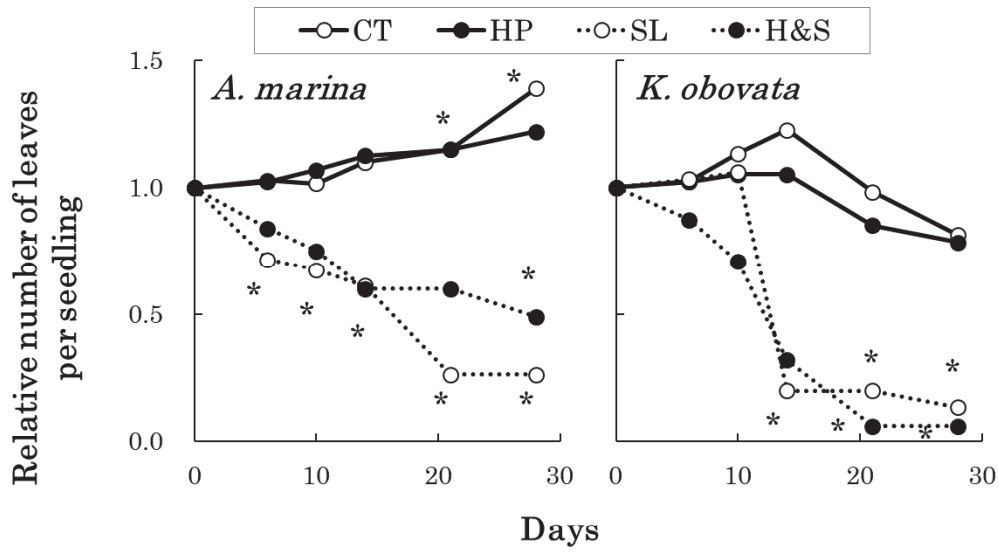 CT HP SL H&S
Relative number of leaves
per seedling
1.5
1.0
0.5
0.0
A. marina
*
*
*
*
*
*
*
*
0 10 20 30
K. obovata
*
*
*
*
*
0 10 20 30
Days